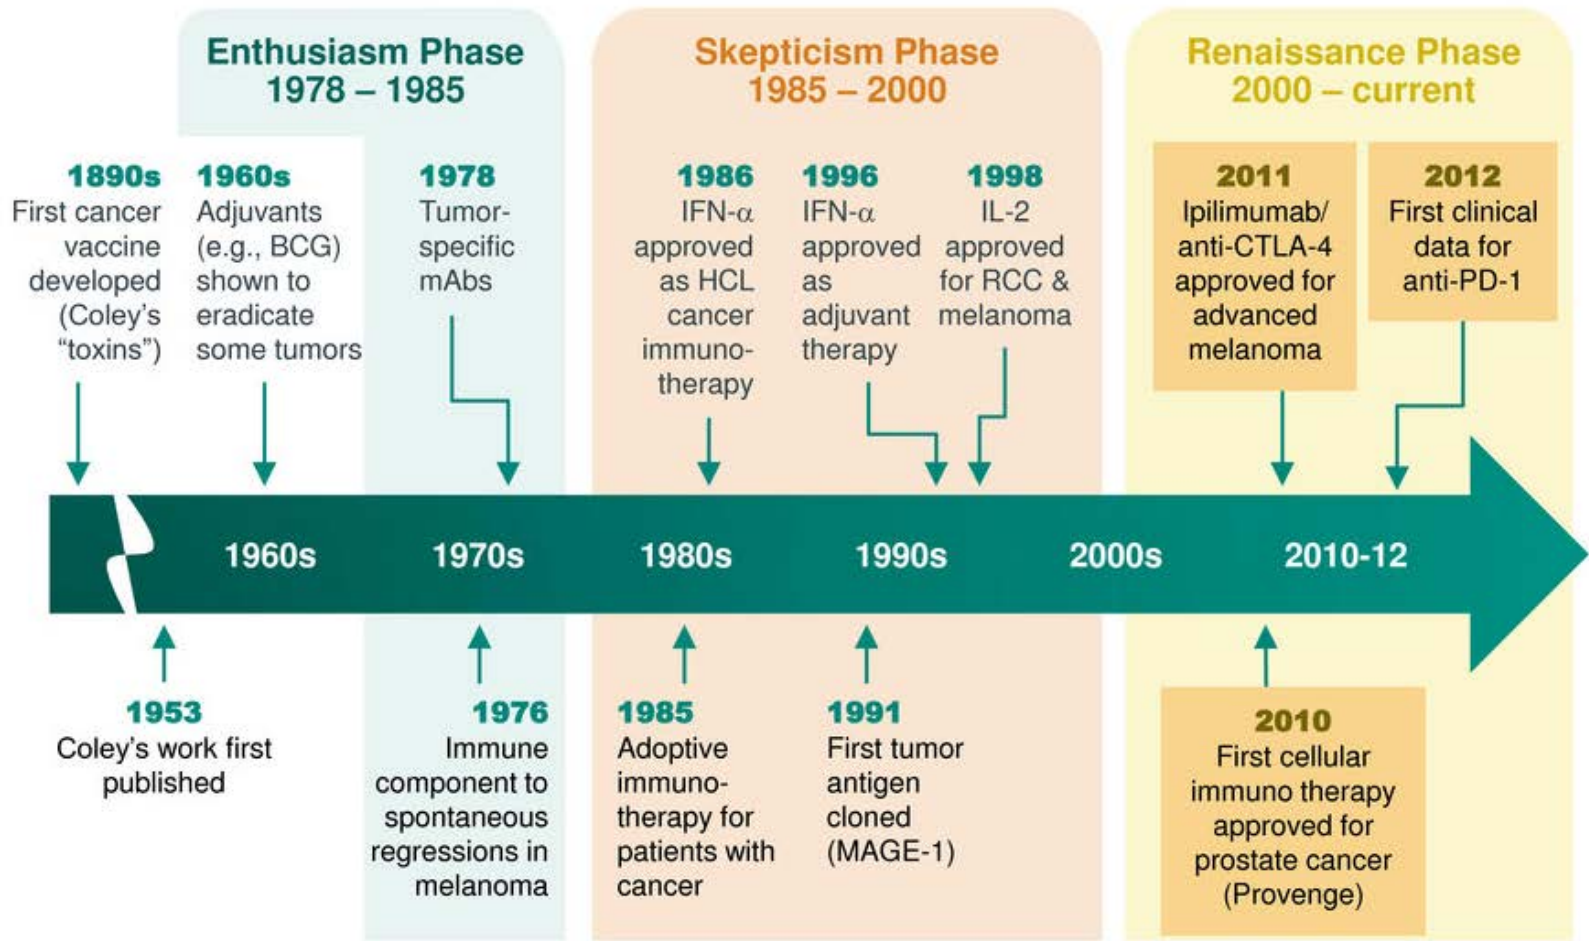 Enthusiasm Phase
1978 – 1985
Skepticism Phase
1985 – 2000
Renaissance Phase
2000 – current
1890s
First cancer
vaccine
developed
(Coley's
“toxins”)
1960s
Adjuvants
(e.g., BCG)
shown to
eradicate
some tumors
1978
Tumor-
specific
mAbs
1986
IFN-α
approved
as HCL
cancer
immuno-
therapy
1996
IFN-α
approved
as
adjuvant
therapy
1998
IL-2
approved
for RCC &
melanoma
2011
Ipilimumab/
anti-CTLA-4
approved for
advanced
melanoma
2012
First clinical
data for
anti-PD-1
1960s
1970s
1980s
1990s
2000s
2010-12
1953
Coley's work first
published
1976
Immune
component to
spontaneous
regressions in
melanoma
1985
Adoptive
immuno-
therapy for
patients with
cancer
1991
First tumor
antigen
cloned
(MAGE-1)
2010
First cellular
immuno therapy
approved for
prostate cancer
(Provenge)